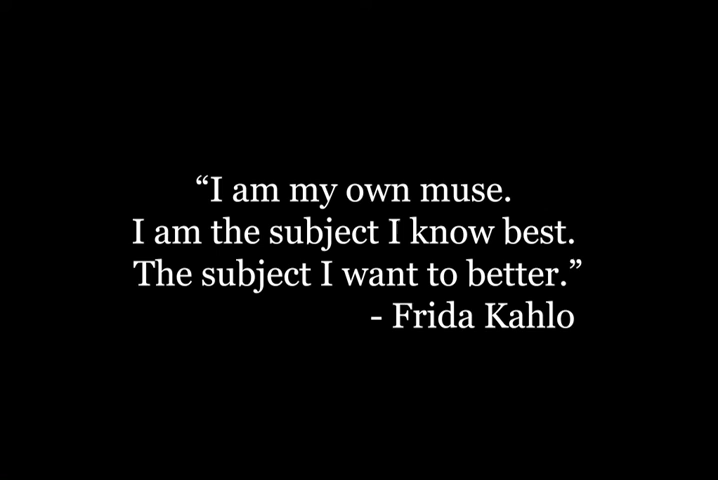 “I am my own muse.
I am the subject I know best.
The subject I want to better.”
- Frida Kahlo